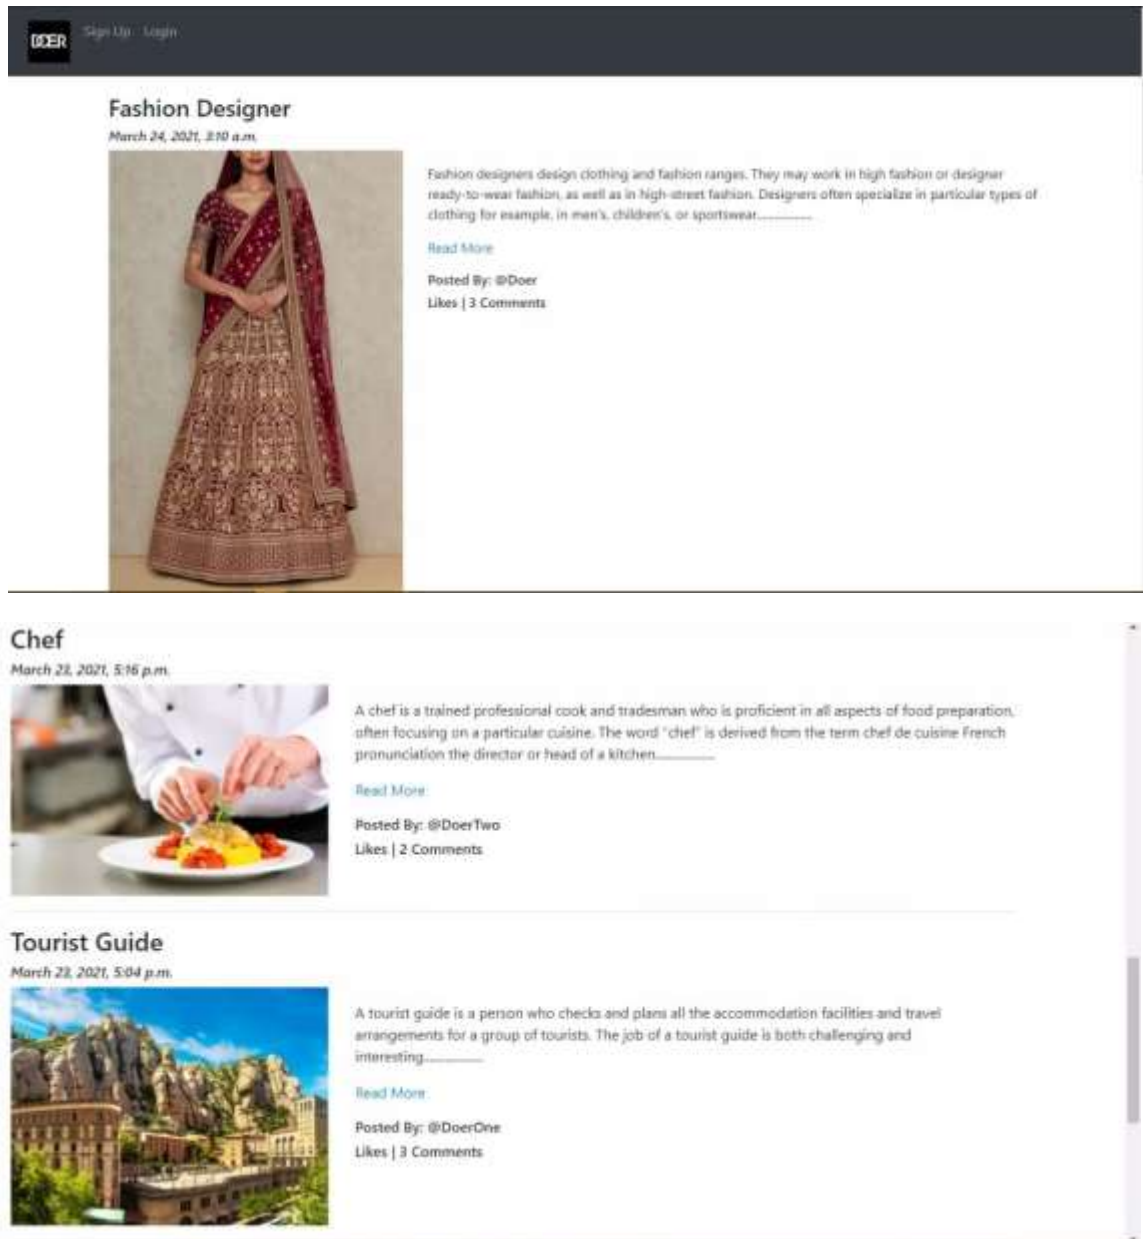 DOER
Sign Up Login
Fashion Designer
March 24, 2021, 3:10 a.m.
Fashion designers design clothing and fashion ranges. They may work in high fashion or designer
ready-to-wear fashion, as well as in high-street fashion. Designers often specialize in particular types of
clothing for example, in men's, children's, or sportswear................
Read More
Posted By: @Doer
Likes | 3 Comments
Chef
March 23, 2021, 5:16 p.m.
A chef is a trained professional cook and tradesman who is proficient in all aspects of food preparation,
often focusing on a particular cuisine. The word "chef" is derived from the term chef de cuisine French
pronunciation the director or head of a kitchen................
Read More
Posted By: @DoerTwo
Likes | 2 Comments
Tourist Guide
March 23, 2021, 5:04 p.m.
A tourist guide is a person who checks and plans all the accommodation facilities and travel
arrangements for a group of tourists. The job of a tourist guide is both challenging and
interesting................
Read More
Posted By: @DoerOne
Likes | 3 Comments